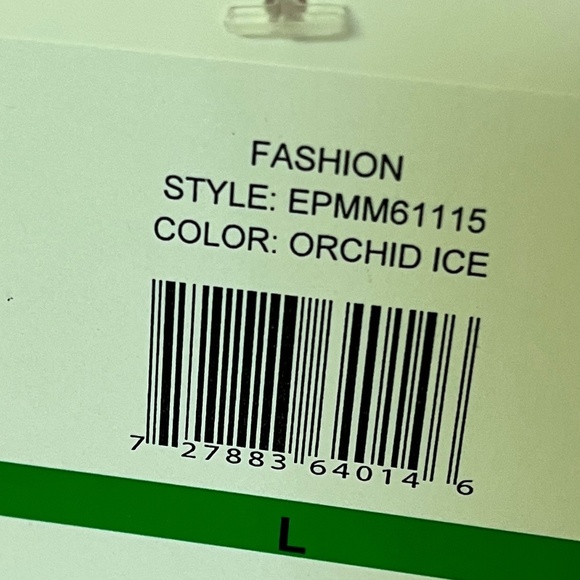 FASHION
STYLE: EPMM61115
COLOR: ORCHID ICE
7 27883 64014 6
L